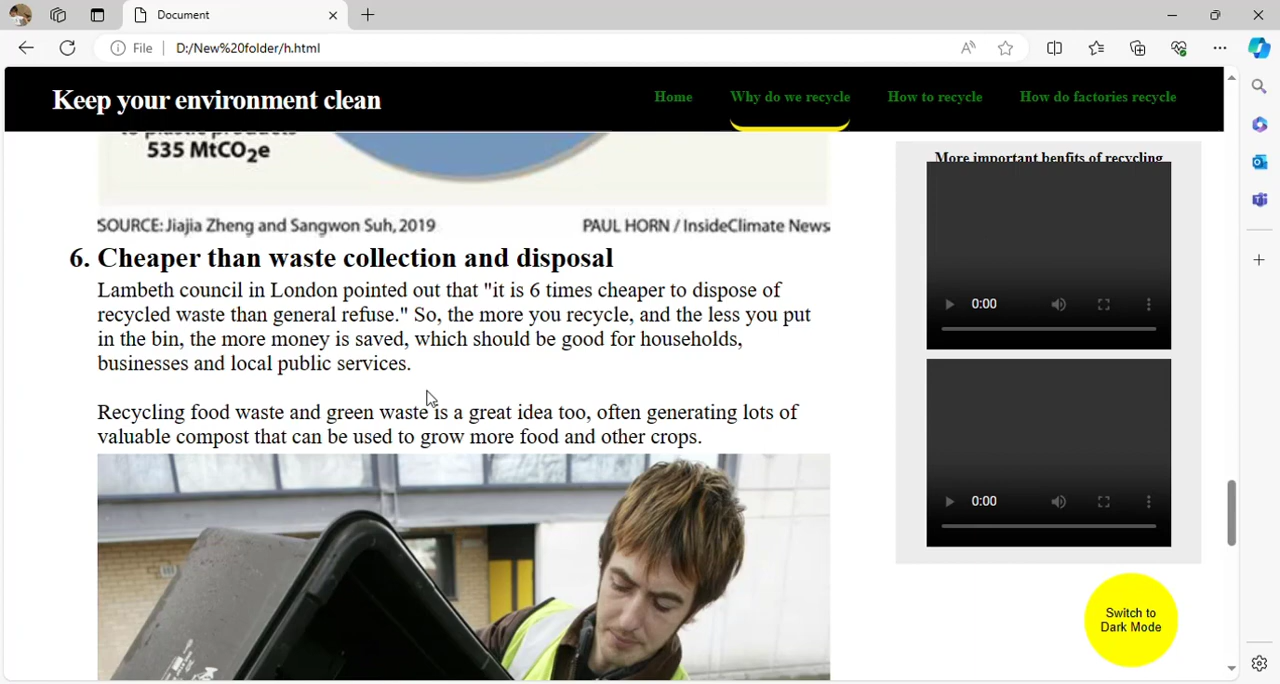 Document
File
D:/New%20folder/h.html
Keep your environment clean
Home
Why do we recycle
How to recycle
How do factories recycle
to plastic products
535 MtCO2e
SOURCE: Jiajia Zheng and Sangwon Suh, 2019
PAUL HORN / InsideClimate News
6. Cheaper than waste collection and disposal
Lambeth council in London pointed out that "it is 6 times cheaper to dispose of
recycled waste than general refuse." So, the more you recycle, and the less you put
in the bin, the more money is saved, which should be good for households,
businesses and local public services.
Recycling food waste and green waste is a great idea too, often generating lots of
valuable compost that can be used to grow more food and other crops.
More important benfits of recycling
0:00
0:00
Switch to
Dark Mode